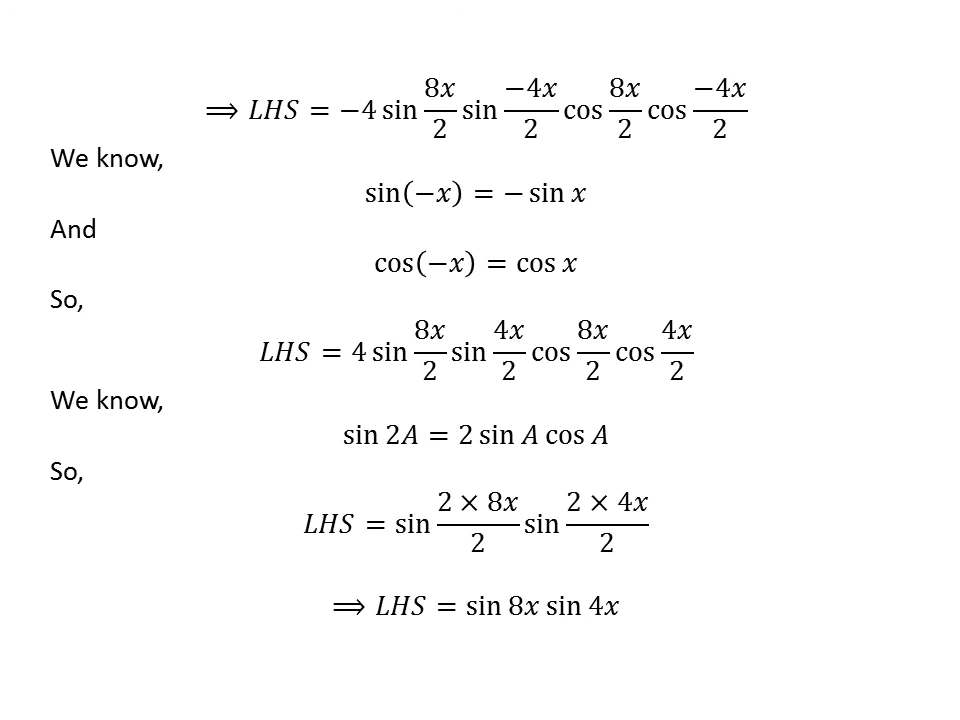 ⟹ LHS = −4 sin 8x/2 sin −4x/2 cos 8x/2 cos −4x/2
We know,
sin(−x) = − sin x
And
cos(−x) = cos x
So,
LHS = 4 sin 8x/2 sin 4x/2 cos 8x/2 cos 4x/2
We know,
sin 2A = 2 sin A cos A
So,
LHS = sin 2 × 8x/2 sin 2 × 4x/2
⟹ LHS = sin 8x sin 4x